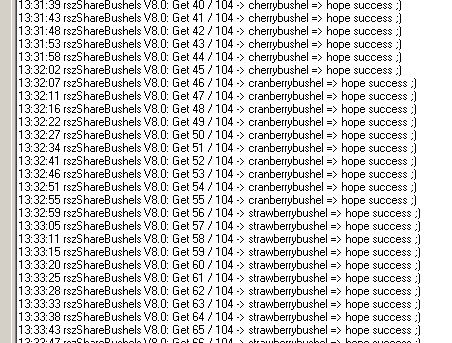 13:31:39 rszShareBushels V8.0: Get 40 / 104 -> cherrybushel => hope success ;)
13:31:43 rszShareBushels V8.0: Get 41 / 104 -> cherrybushel => hope success ;)
13:31:48 rszShareBushels V8.0: Get 42 / 104 -> cherrybushel => hope success ;)
13:31:53 rszShareBushels V8.0: Get 43 / 104 -> cherrybushel => hope success ;)
13:31:58 rszShareBushels V8.0: Get 44 / 104 -> cherrybushel => hope success ;)
13:32:02 rszShareBushels V8.0: Get 45 / 104 -> cherrybushel => hope success ;)
13:32:07 rszShareBushels V8.0: Get 46 / 104 -> cranberrybushel => hope success ;)
13:32:11 rszShareBushels V8.0: Get 47 / 104 -> cranberrybushel => hope success ;)
13:32:16 rszShareBushels V8.0: Get 48 / 104 -> cranberrybushel => hope success ;)
13:32:22 rszShareBushels V8.0: Get 49 / 104 -> cranberrybushel => hope success ;)
13:32:27 rszShareBushels V8.0: Get 50 / 104 -> cranberrybushel => hope success ;)
13:32:34 rszShareBushels V8.0: Get 51 / 104 -> cranberrybushel => hope success ;)
13:32:41 rszShareBushels V8.0: Get 52 / 104 -> cranberrybushel => hope success ;)
13:32:46 rszShareBushels V8.0: Get 53 / 104 -> cranberrybushel => hope success ;)
13:32:51 rszShareBushels V8.0: Get 54 / 104 -> cranberrybushel => hope success ;)
13:32:55 rszShareBushels V8.0: Get 55 / 104 -> cranberrybushel => hope success ;)
13:32:59 rszShareBushels V8.0: Get 56 / 104 -> strawberrybushel => hope success ;)
13:33:05 rszShareBushels V8.0: Get 57 / 104 -> strawberrybushel => hope success ;)
13:33:11 rszShareBushels V8.0: Get 58 / 104 -> strawberrybushel => hope success ;)
13:33:15 rszShareBushels V8.0: Get 59 / 104 -> strawberrybushel => hope success ;)
13:33:20 rszShareBushels V8.0: Get 60 / 104 -> strawberrybushel => hope success ;)
13:33:25 rszShareBushels V8.0: Get 61 / 104 -> strawberrybushel => hope success ;)
13:33:28 rszShareBushels V8.0: Get 62 / 104 -> strawberrybushel => hope success ;)
13:33:33 rszShareBushels V8.0: Get 63 / 104 -> strawberrybushel => hope success ;)
13:33:38 rszShareBushels V8.0: Get 64 / 104 -> strawberrybushel => hope success ;)
13:33:43 rszShareBushels V8.0: Get 65 / 104 -> strawberrybushel => hope success ;)
13:33:47 rszShareBushels V8.0: Get 66 / 104 -> strawberrybushel => hope success ;)